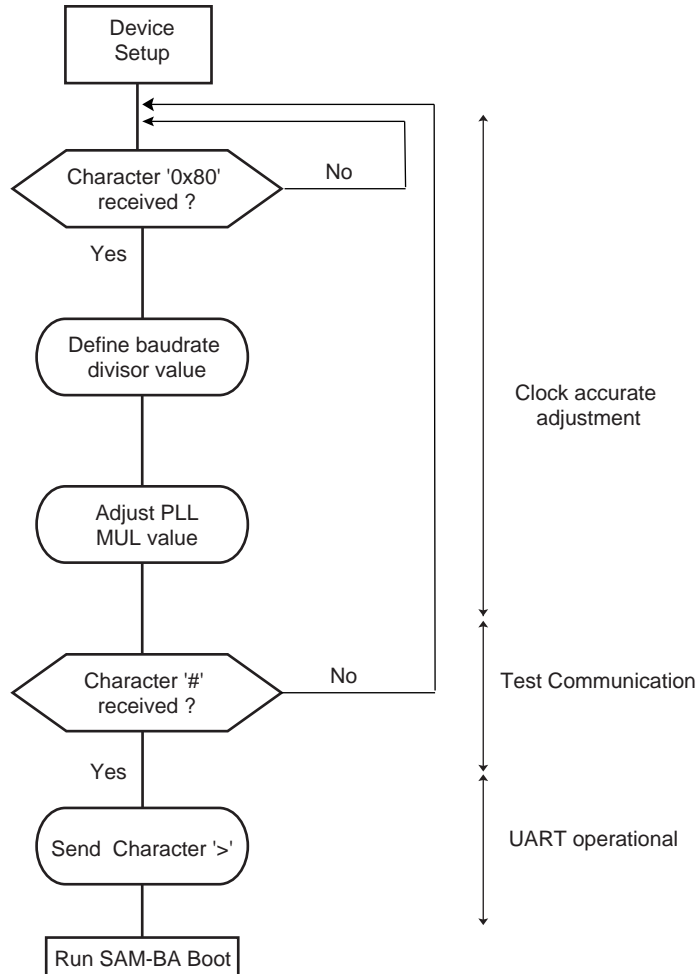 Device
Setup
Character '0x80'
received ?
No
Yes
Define baudrate
divisor value
Clock accurate
adjustment
Adjust PLL
MUL value
Character '#'
received ?
No
Test Communication
Yes
Send  Character '>'
UART operational
Run SAM-BA Boot